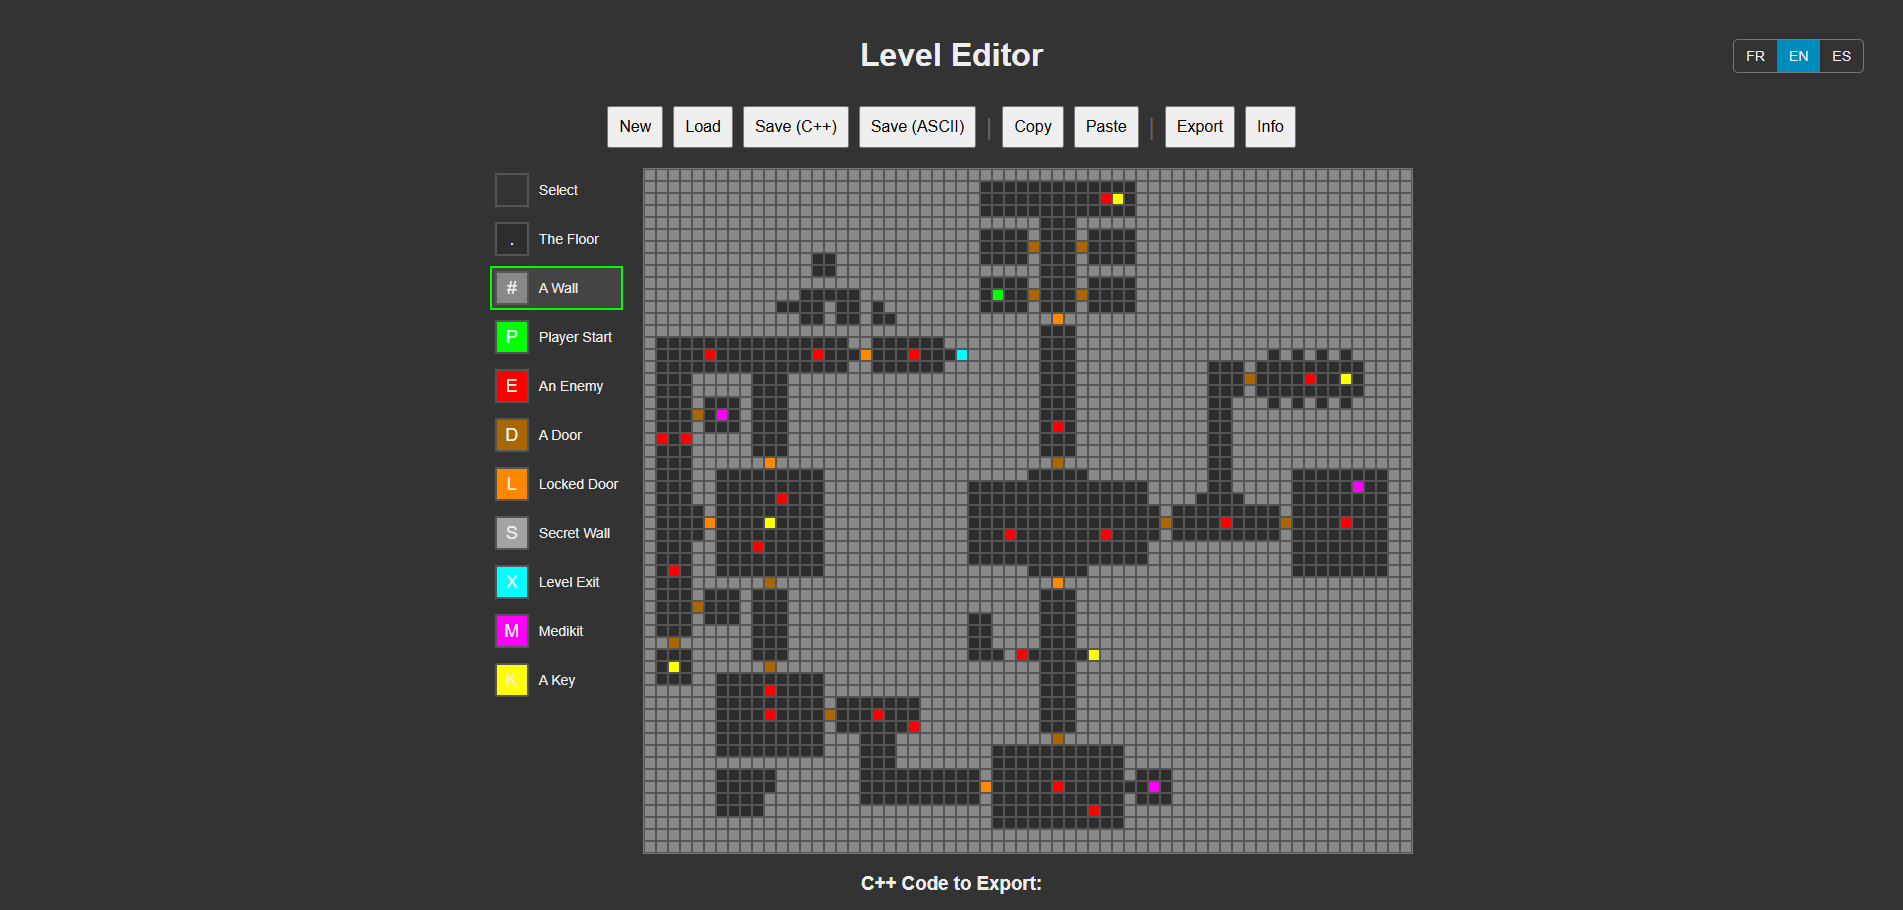 Level Editor
FR EN ES
New Load Save (C++) Save (ASCII) | Copy Paste | Export Info
Select
. The Floor
# A Wall
P Player Start
E An Enemy
D A Door
L Locked Door
S Secret Wall
X Level Exit
M Medikit
K A Key
C++ Code to Export: